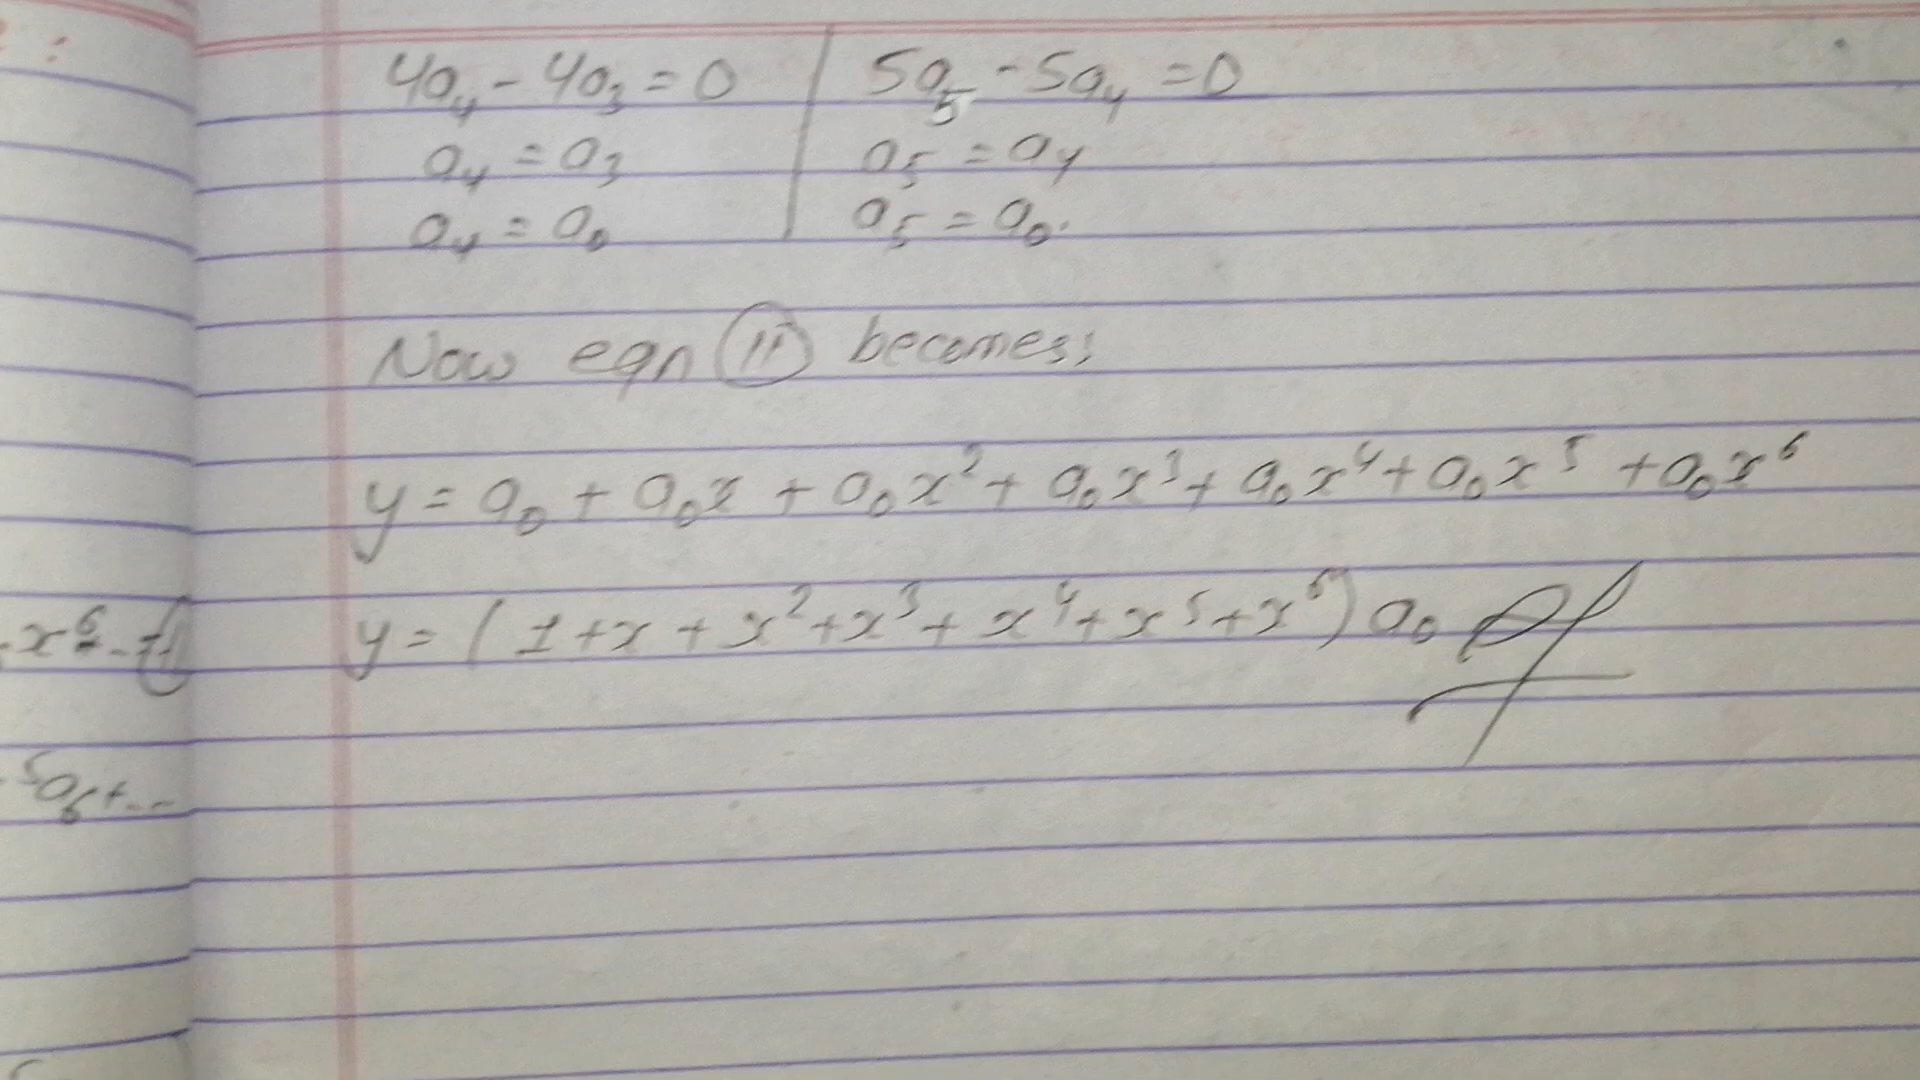 4a₄ - 4a₃ = 0
a₄ = a₃
a₄ = a₀
5a₅ - 5a₄ = 0
a₅ = a₄
a₅ = a₀.
Now eqn (ii) becomes;
y = a₀ + a₀x + a₀x² + a₀x³ + a₀x⁴ + a₀x⁵ + a₀x⁶
y = (1 + x + x² + x³ + x⁴ + x⁵ + x⁶) a₀